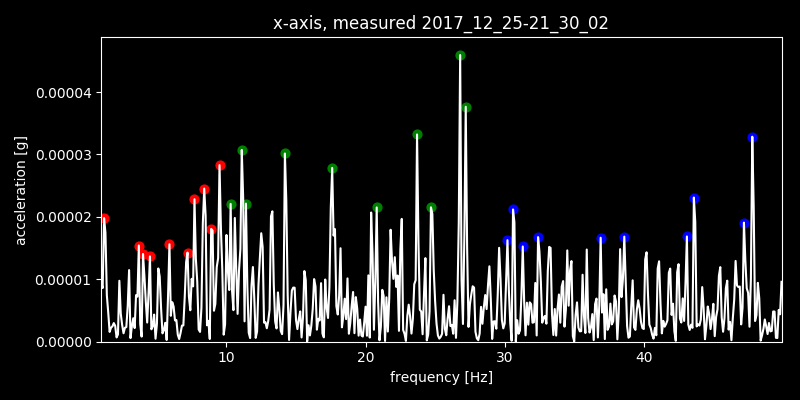 x-axis, measured 2017_12_25-21_30_02
0.00004
0.00003
0.00002
0.00001
0.00000
acceleration [g]
10 20 30 40
frequency [Hz]